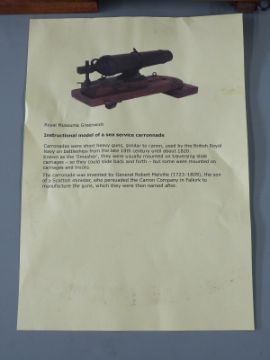 Royal Museums Greenwich
Instructional model of a sea service carronade
Carronades were short heavy guns, similar to canon, used by the British Royal
Navy on battleships from the late 18th century until about 1820.
Known as the 'Smasher', they were usually mounted on traversing slide
carriages - so they could slide back and forth - but some were mounted on
carriages and trucks.
The carronade was invented by General Robert Melville (1723-1809), the son
of a Scottish minister, who persuaded the Carron Company in Falkirk to
manufacture the guns, which they were then named after.